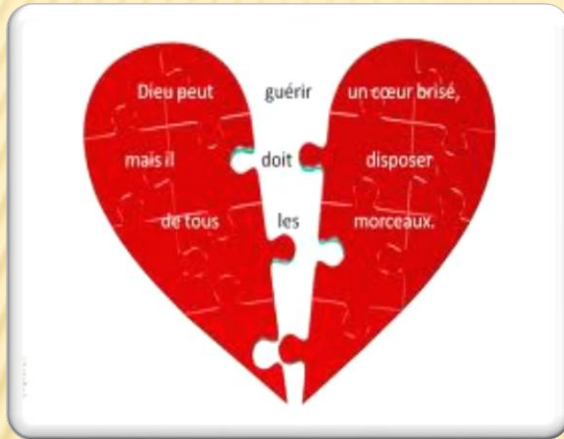 Dieu peut guérir un cœur brisé,
mais il doit disposer
de tous les morceaux.